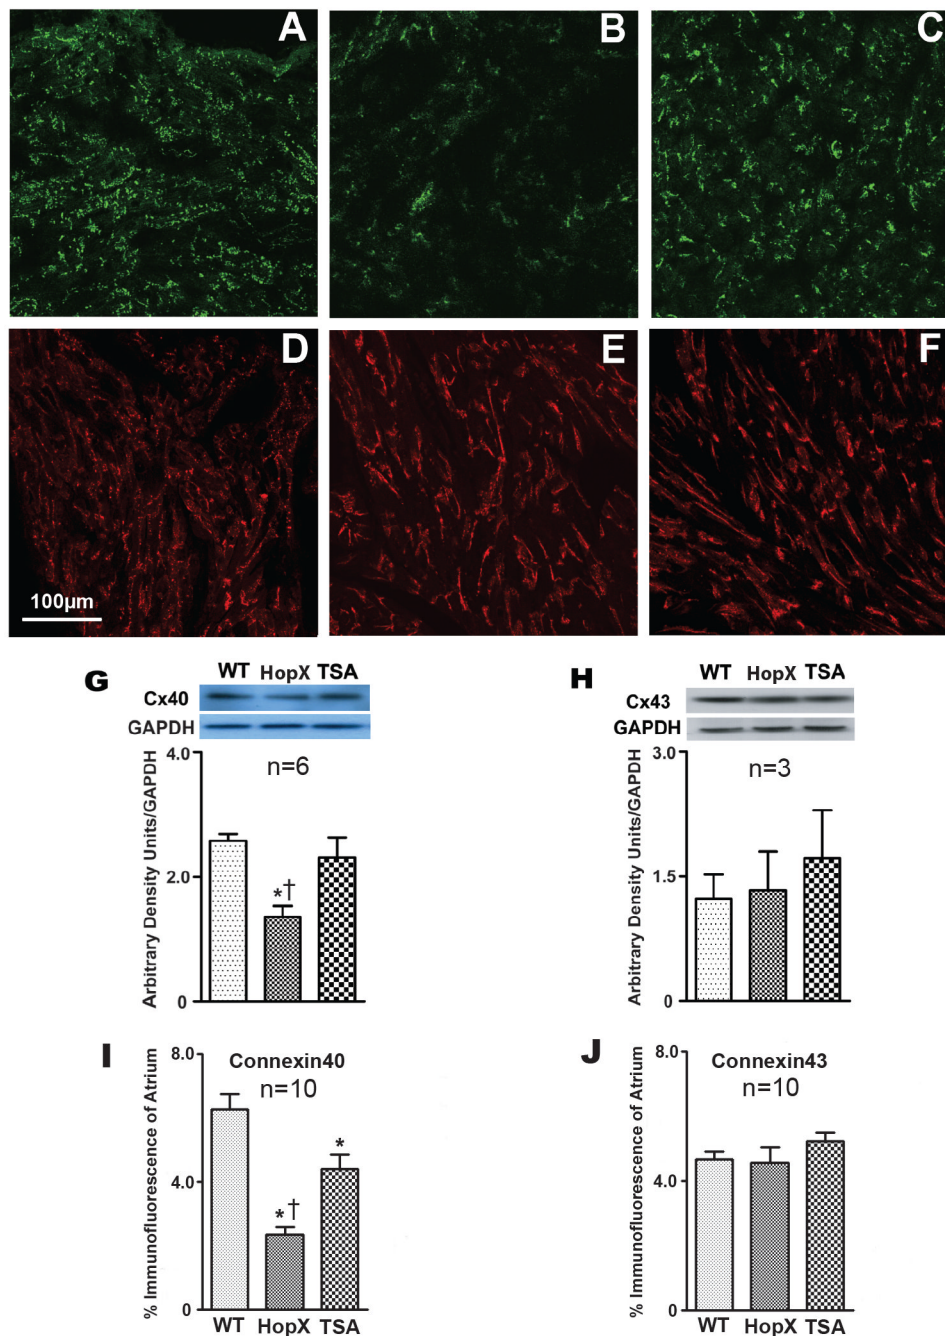 A
B
C
D
E
F
100µm
G
WT HopX TSA
Cx40
GAPDH
Arbitrary Density Units/GAPDH
4.0
n=6
2.0
*†
0
H
WT HopX TSA
Cx43
GAPDH
Arbitrary Density Units/GAPDH
3.0
n=3
1.5
0
I
% Immunofluorescence of Atrium
8.0
Connexin40
n=10
4.0
*†
*
0
WT HopX TSA
J
% Immunofluorescence of Atrium
8.0
Connexin43
n=10
4.0
0
WT HopX TSA